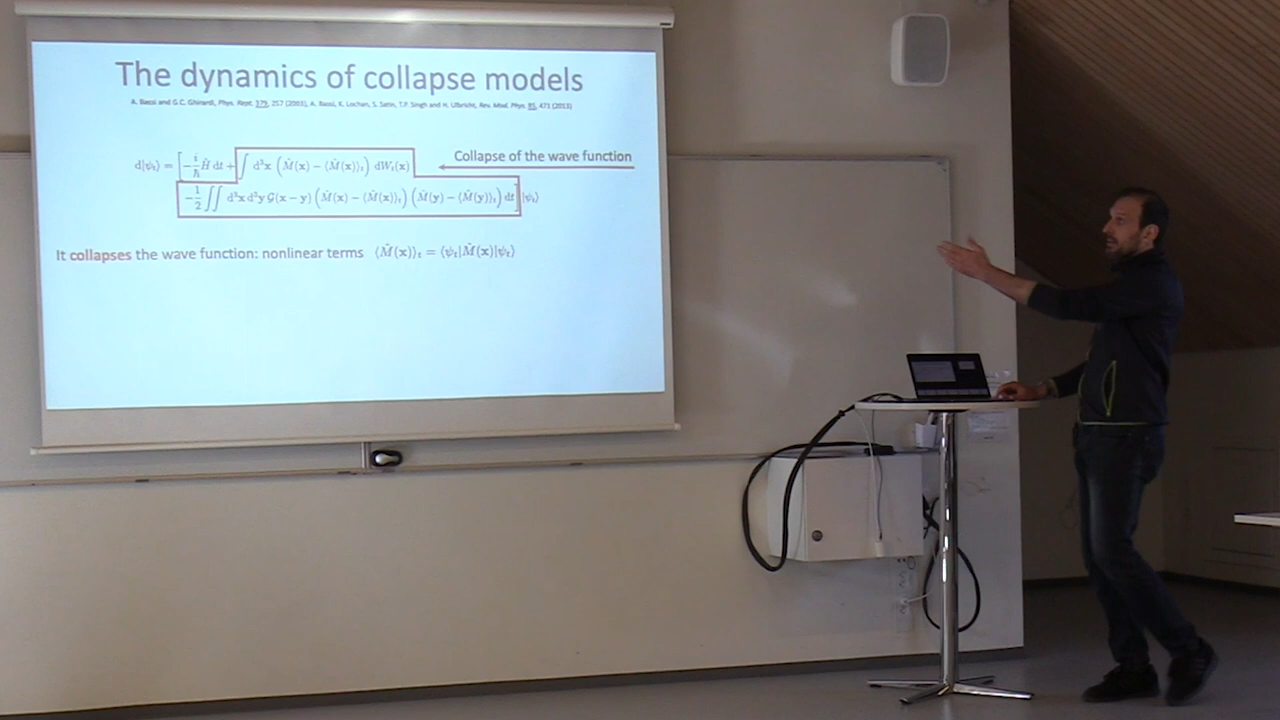 The dynamics of collapse models
A. Bassi and G.C. Ghirardi, Phys. Rept. 379, 257 (2003), A. Bassi, K. Lochan, S. Satin, T.P. Singh and H. Ulbricht, Rev. Mod. Phys. 85, 471 (2013)
d|ψₜ⟩ = [−i/ħ Ĥ dt + ∫ d³x (M̂(x) − ⟨M̂(x)⟩ₜ) dWₜ(x)
Collapse of the wave function
−1/2 ∫∫ d³x d³y G(x − y) (M̂(x) − ⟨M̂(x)⟩ₜ) (M̂(y) − ⟨M̂(y)⟩ₜ) dt] |ψₜ⟩
It collapses the wave function: nonlinear terms ⟨M̂(x)⟩ₜ = ⟨ψₜ|M̂(x)|ψₜ⟩